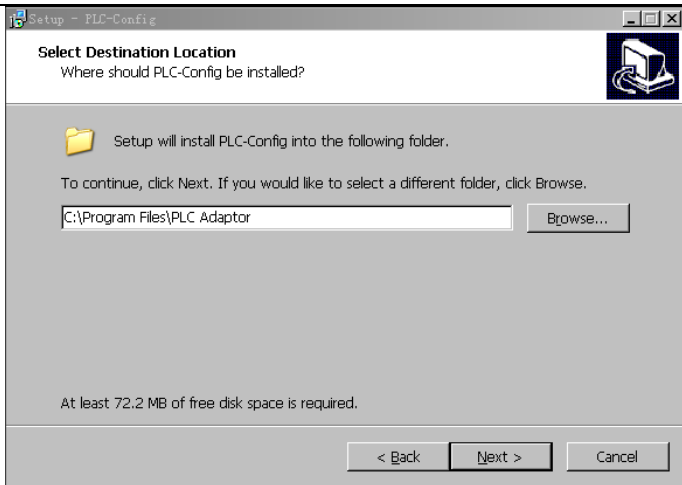 Setup - PLC-Config
Select Destination Location
Where should PLC-Config be installed?
Setup will install PLC-Config into the following folder.
To continue, click Next. If you would like to select a different folder, click Browse.
C:\Program Files\PLC Adaptor
Browse...
At least 72.2 MB of free disk space is required.
< Back
Next >
Cancel